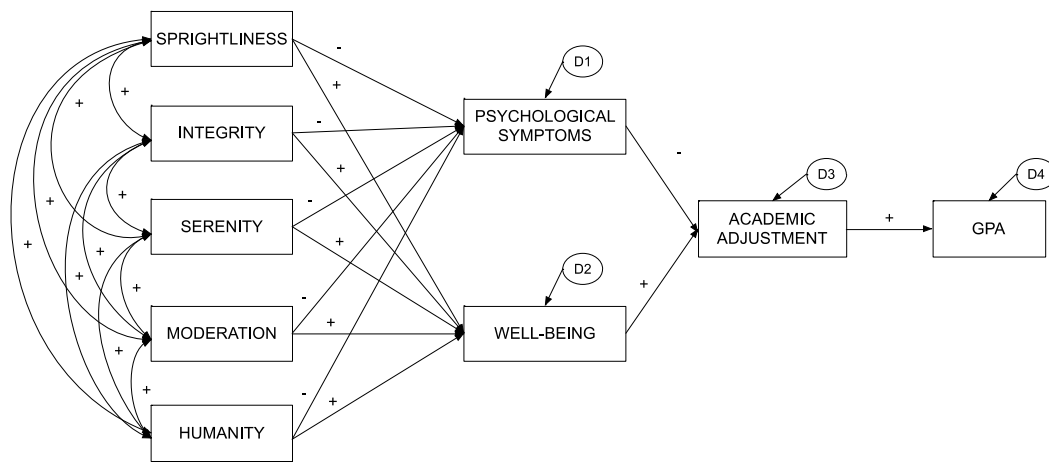 SPRIGHTLINESS
INTEGRITY
SERENITY
MODERATION
HUMANITY
D1
PSYCHOLOGICAL
SYMPTOMS
D2
WELL-BEING
D3
ACADEMIC
ADJUSTMENT
D4
GPA
-
+
-
+
-
+
-
+
-
+
-
+
+
+
+
+
+
+
+
+
+
+
+